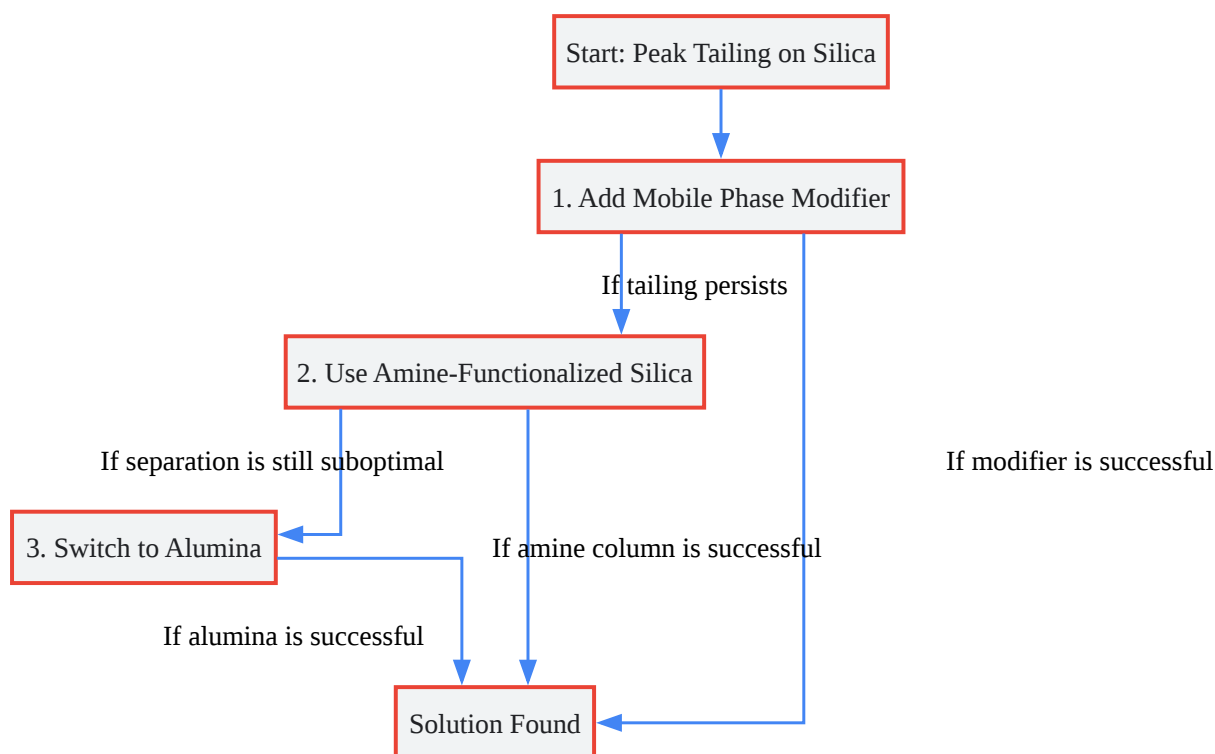 Start: Peak Tailing on Silica
1. Add Mobile Phase Modifier
If tailing persists
2. Use Amine-Functionalized Silica
If separation is still suboptimal
If modifier is successful
3. Switch to Alumina
If amine column is successful
If alumina is successful
Solution Found